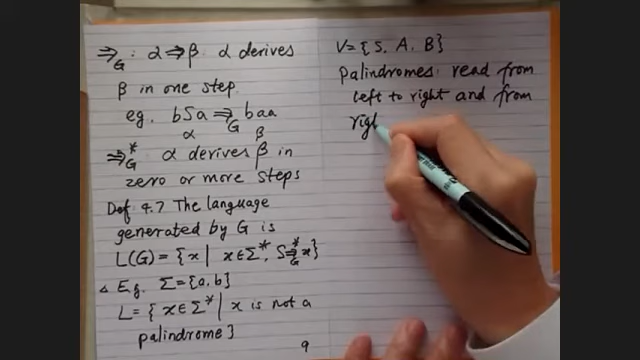 ⇒G : α ⇒ β. α derives
β in one step.
eg. bSa ⇒G baa
α β
⇒*G α derives β in
zero or more steps
Def 4.7 The language
generated by G is
L(G) = {x | x∈Σ*, S⇒*G x}
△ E.g. Σ={a,b}
L = { x∈Σ* | x is not a
palindrome}
9
V={S, A, B}
palindromes: read from
left to right and from
righ